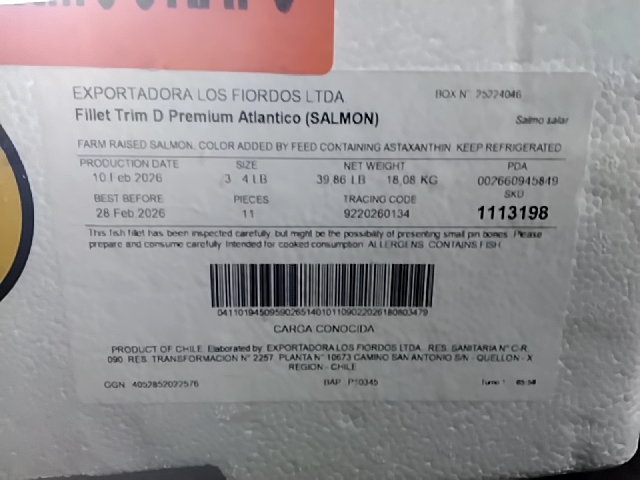 EXPORTADORA LOS FIORDOS LTDA BOX N° 25224046
Fillet Trim D Premium Atlantico (SALMON) Salmo salar
FARM RAISED SALMON. COLOR ADDED BY FEED CONTAINING ASTAXANTHIN KEEP REFRIGERATED
PRODUCTION DATE SIZE NET WEIGHT PDA
10 Feb 2026 3 4 LB 39.86 LB 18.08 KG 002660945849
BEST BEFORE PIECES TRACING CODE SKU
28 Feb 2026 11 9220260134 1113198
This fish fillet has been inspected carefully, but might be the possibility of presenting small pin bones. Please
prepare and consume carefully. Intended for cooked consumption. ALLERGENS: CONTAINS FISH
CARGA CONOCIDA
PRODUCT OF CHILE. Elaborated by: EXPORTADORA LOS FIORDOS LTDA. RES. SANITARIA N° C.R.
090. RES. TRANSFORMACION N° 2257. PLANTA N° 10673 CAMINO SAN ANTONIO S/N - QUELLON - X
REGION - CHILE
GGN 4052852022576 BAP P10345 Turno 1